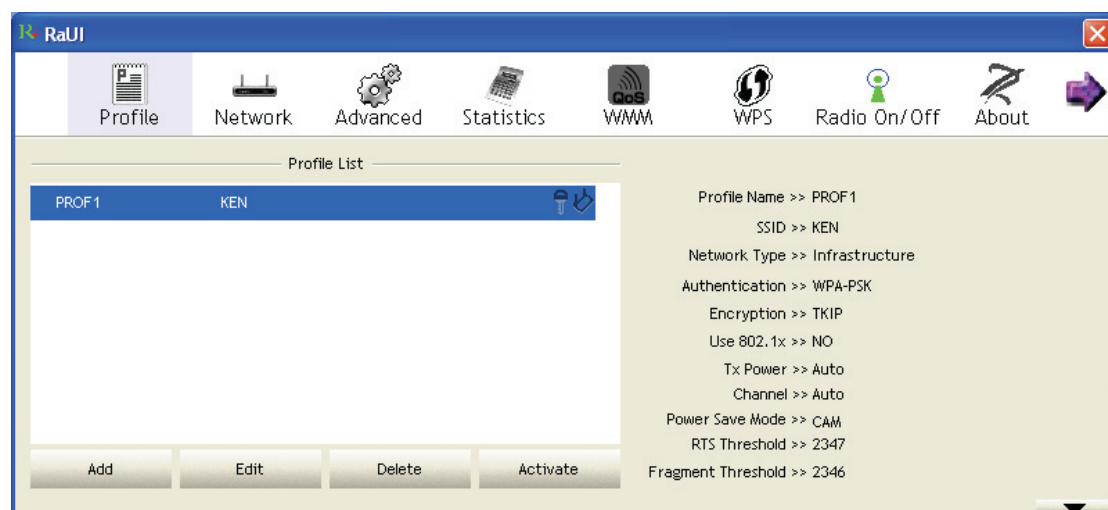 RaUI
Profile Network Advanced Statistics WMM WPS Radio On/Off About
QoS
Profile List
PROF1 KEN
Profile Name >> PROF1
SSID >> KEN
Network Type >> Infrastructure
Authentication >> WPA-PSK
Encryption >> TKIP
Use 802.1x >> NO
Tx Power >> Auto
Channel >> Auto
Power Save Mode >> CAM
RTS Threshold >> 2347
Fragment Threshold >> 2346
Add Edit Delete Activate